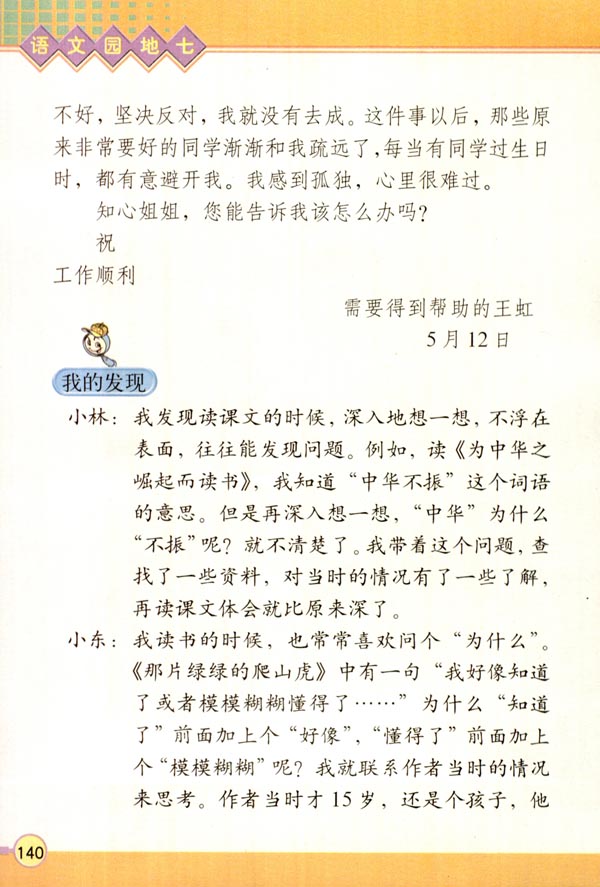 语文园地七
不好，坚决反对，我就没有去成。这件事以后，那些原
来非常要好的同学渐渐和我疏远了，每当有同学过生日
时，都有意避开我。我感到孤独，心里很难过。
知心姐姐，您能告诉我该怎么办吗？
祝
工作顺利
需要得到帮助的王虹
5月12日
我的发现
小林：我发现读课文的时候，深入地想一想，不浮在
表面，往往能发现问题。例如，读《为中华之
崛起而读书》，我知道“中华不振”这个词语
的意思。但是再深入想一想，“中华”为什么
“不振”呢？就不清楚了。我带着这个问题，查
找了一些资料，对当时的情况有了一些了解，
再读课文体会就比原来深了。
小东：我读书的时候，也常常喜欢问个“为什么”。
《那片绿绿的爬山虎》中有一句“我好像知道
了或者模模糊糊懂得了……”为什么“知道
了”前面加上个“好像”，“懂得了”前面加上
个“模模糊糊”呢？我就联系作者当时的情况
来思考。作者当时才15岁，还是个孩子，他
140